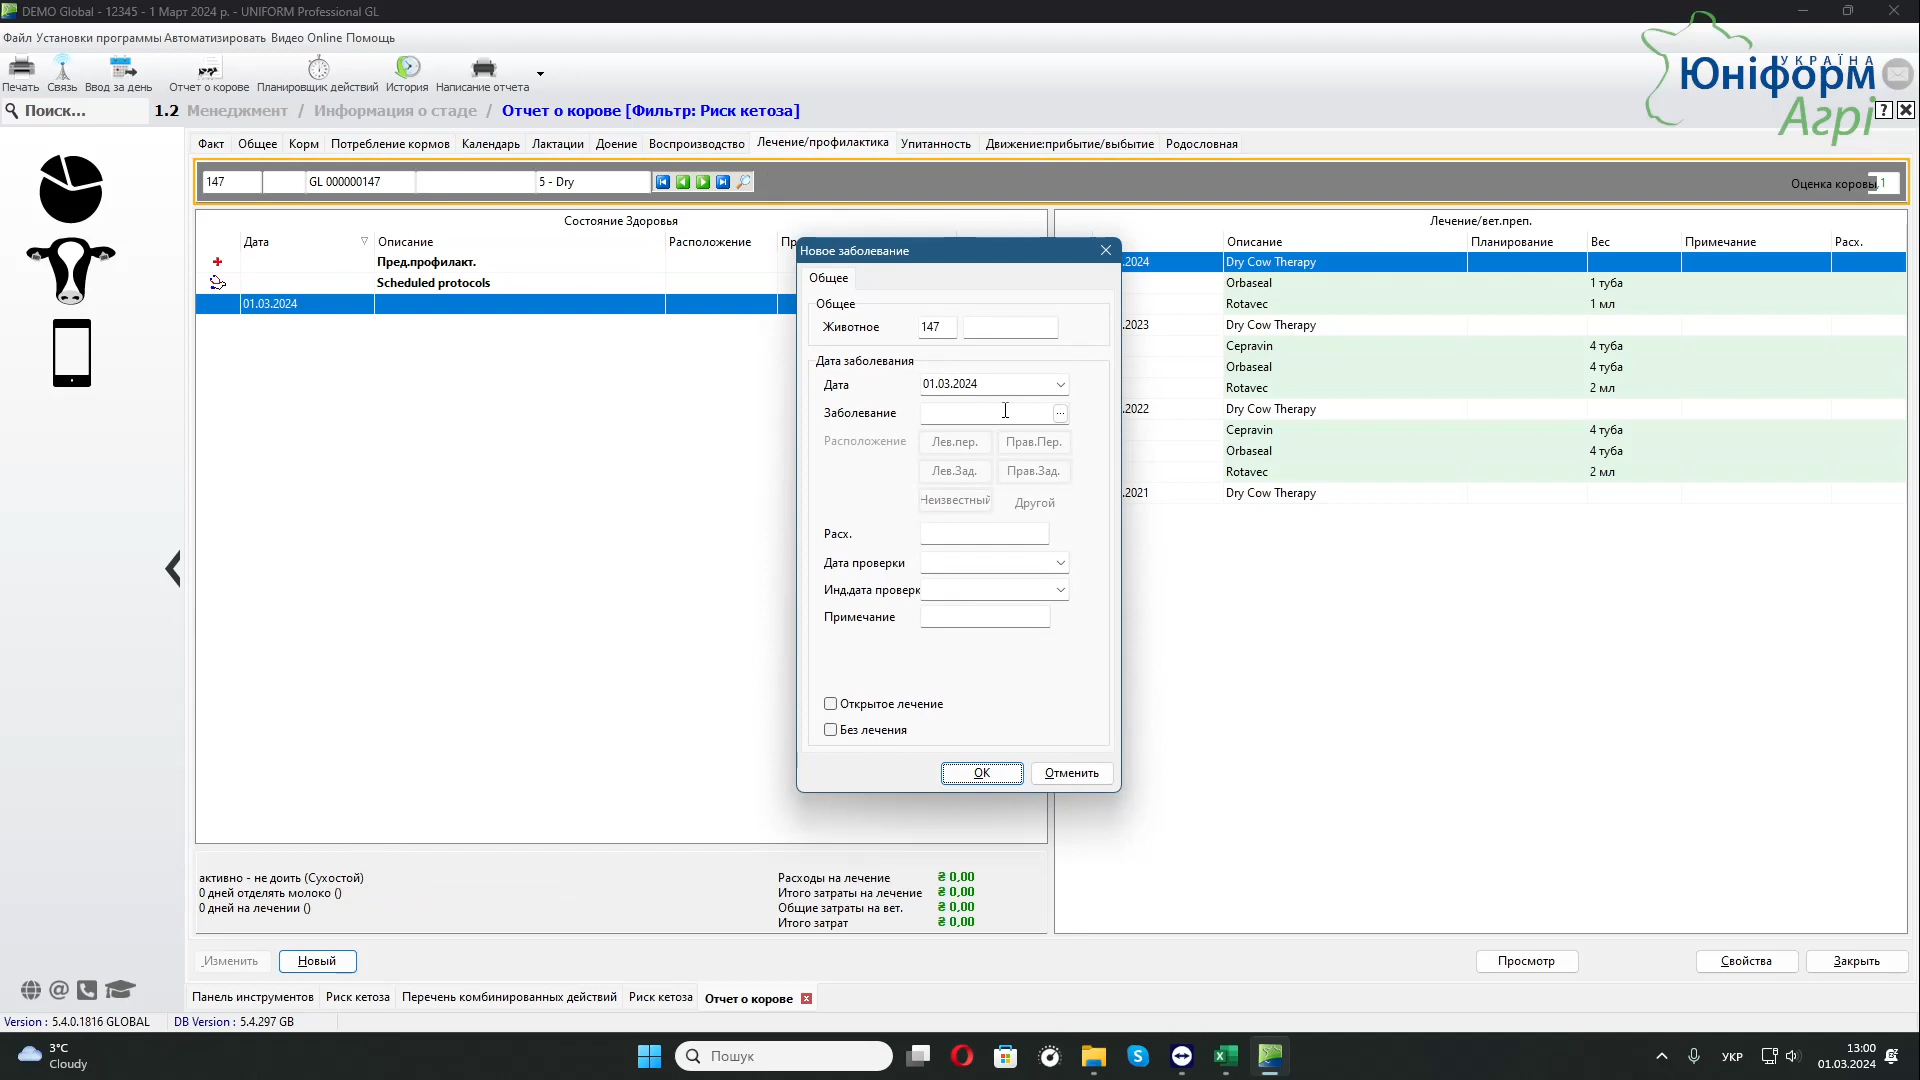 DEMO Global - 12345 - 1 Март 2024 р. - UNIFORM Professional GL
Файл Установки программы Автоматизировать Видео Online Помощь
Печать Связь Ввод за день Отчет о корове Планировщик действий История Написание отчета
УКРАЇНА
Юніформ
Агрі
Поиск... 1.2 Менеджмент / Информация о стаде / Отчет о корове [Фильтр: Риск кетоза]
Факт Общее Корм Потребление кормов Календарь Лактации Доение Воспроизводство Лечение/профилактика Упитанность Движение:прибытие/выбытие Родословная
147 GL 000000147 5 - Dry Оценка коровы 1
Состояние Здоровья
Дата Описание Расположение Пр
Пред.профилакт.
Scheduled protocols
01.03.2024
Новое заболевание
Общее
Общее
Животное 147
Дата заболевания
Дата 01.03.2024
Заболевание ...
Расположение Лев.пер. Прав.Пер.
Лев.Зад. Прав.Зад.
Неизвестный Другой
Расх.
Дата проверки
Инд.дата проверк
Примечание
Открытое лечение
Без лечения
OK Отменить
Лечение/вет.преп.
Описание Планирование Вес Примечание Расх.
.2024 Dry Cow Therapy
Orbaseal 1 туба
Rotavec 1 мл
.2023 Dry Cow Therapy
Cepravin 4 туба
Orbaseal 4 туба
Rotavec 2 мл
.2022 Dry Cow Therapy
Cepravin 4 туба
Orbaseal 4 туба
Rotavec 2 мл
.2021 Dry Cow Therapy
активно - не доить (Сухостой)
0 дней отделять молоко ()
0 дней на лечении ()
Расходы на лечение ₴ 0,00
Итого затраты на лечение ₴ 0,00
Общие затраты на вет. ₴ 0,00
Итого затрат ₴ 0,00
Изменить Новый Просмотр Свойства Закрыть
Панель инструментов Риск кетоза Перечень комбинированных действий Риск кетоза Отчет о корове
Version : 5.4.0.1816 GLOBAL DB Version : 5.4.297 GB
3°C
Cloudy
Пошук
УКР
13:00
01.03.2024